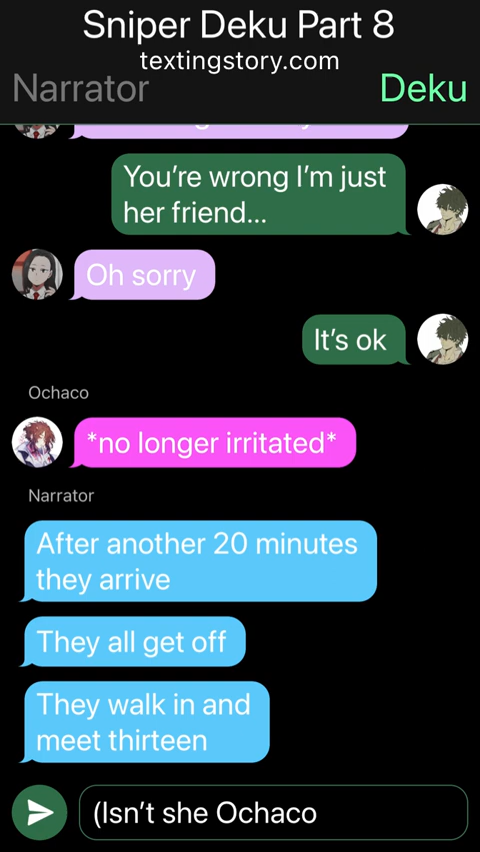 Sniper Deku Part 8
textingstory.com
Narrator
Deku
You're wrong I'm just
her friend...
Oh sorry
It's ok
Ochaco
*no longer irritated*
Narrator
After another 20 minutes
they arrive
They all get off
They walk in and
meet thirteen
(Isn't she Ochaco